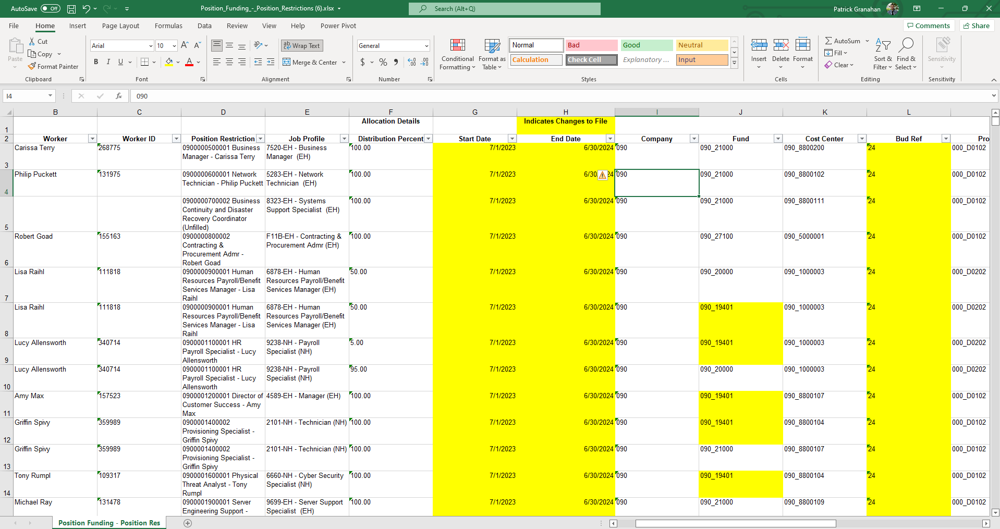 AutoSave Off Position_Funding_-_Position_Restrictions (6).xlsx Search (Alt+Q) Patrick Granahan
File Home Insert Page Layout Formulas Data Review View Help Power Pivot Comments Share
Paste Cut Copy Format Painter Clipboard
Arial 10 B I U Font
Wrap Text Merge & Center Alignment
General $ % Number
Conditional Formatting Format as Table
Normal Bad Good Neutral
Calculation Check Cell Explanatory ... Input
Styles
Insert Delete Format Cells
AutoSum Fill Clear Sort & Filter Find & Select Editing
Sensitivity Sensitivity
I4 fx 090
B C D E F G H I J K L
1 Allocation Details Indicates Changes to File
2 Worker Worker ID Position Restriction Job Profile Distribution Percent Start Date End Date Company Fund Cost Center Bud Ref Pro
3 Carissa Terry 268775 0900000500001 Business Manager - Carissa Terry 7520-EH - Business Manager (EH) 100.00 7/1/2023 6/30/2024 090 090_21000 090_8800200 24 000_D0102
4 Philip Puckett 131975 0900000600001 Network Technician - Philip Puckett 5283-EH - Network Technician (EH) 100.00 7/1/2023 6/30/ 24 090 090_21000 090_8800102 24 000_D0102
5 0900000700002 Business Continuity and Disaster Recovery Coordinator (Unfilled) 8323-EH - Systems Support Specialist (EH) 100.00 7/1/2023 6/30/2024 090 090_21000 090_8800111 24 000_D0102
6 Robert Goad 155163 0900000800002 Contracting & Procurement Admr - Robert Goad F11B-EH - Contracting & Procurement Admr (EH) 100.00 7/1/2023 6/30/2024 090 090_27100 090_5000001 24 000_D0102
7 Lisa Raihl 111818 0900000900001 Human Resources Payroll/Benefit Services Manager - Lisa Raihl 6878-EH - Human Resources Payroll/Benefit Services Manager (EH) 50.00 7/1/2023 6/30/2024 090 090_20000 090_1000003 24 000_D0202
8 Lisa Raihl 111818 0900000900001 Human Resources Payroll/Benefit Services Manager - Lisa Raihl 6878-EH - Human Resources Payroll/Benefit Services Manager (EH) 50.00 7/1/2023 6/30/2024 090 090_19401 090_1000003 24 000_D0202
9 Lucy Allensworth 340714 0900001100001 HR Payroll Specialist - Lucy Allensworth 9238-NH - Payroll Specialist (NH) 5.00 7/1/2023 6/30/2024 090 090_19401 090_1000003 24 000_D0202
10 Lucy Allensworth 340714 0900001100001 HR Payroll Specialist - Lucy Allensworth 9238-NH - Payroll Specialist (NH) 95.00 7/1/2023 6/30/2024 090 090_20000 090_1000003 24 000_D0202
11 Amy Max 157523 0900001200001 Director of Customer Success - Amy Max 4589-EH - Manager (EH) 100.00 7/1/2023 6/30/2024 090 090_19401 090_8800107 24 000_D0102
12 Griffin Spivy 359989 0900001400002 Provisioning Specialist - Griffin Spivy 2101-NH - Technician (NH) 100.00 7/1/2023 6/30/2024 090 090_19401 090_8800104 24 000_D0102
13 Griffin Spivy 359989 0900001400002 Provisioning Specialist - Griffin Spivy 2101-NH - Technician (NH) 100.00 7/1/2023 6/30/2024 090 090_21000 090_8800107 24 000_D0102
14 Tony Rumpl 109317 0900001600001 Physical Threat Analyst - Tony Rumpl 6660-NH - Cyber Security Specialist (NH) 100.00 7/1/2023 6/30/2024 090 090_19401 090_8800104 24 000_D0102
Michael Ray 131478 0900001900001 Server Engineering Support - 9699-EH - Server Support Specialist (EH) 100.00 7/1/2023 6/30/2024 090 090_21000 090_8800109 24 000_D0102
Position Funding - Position Res